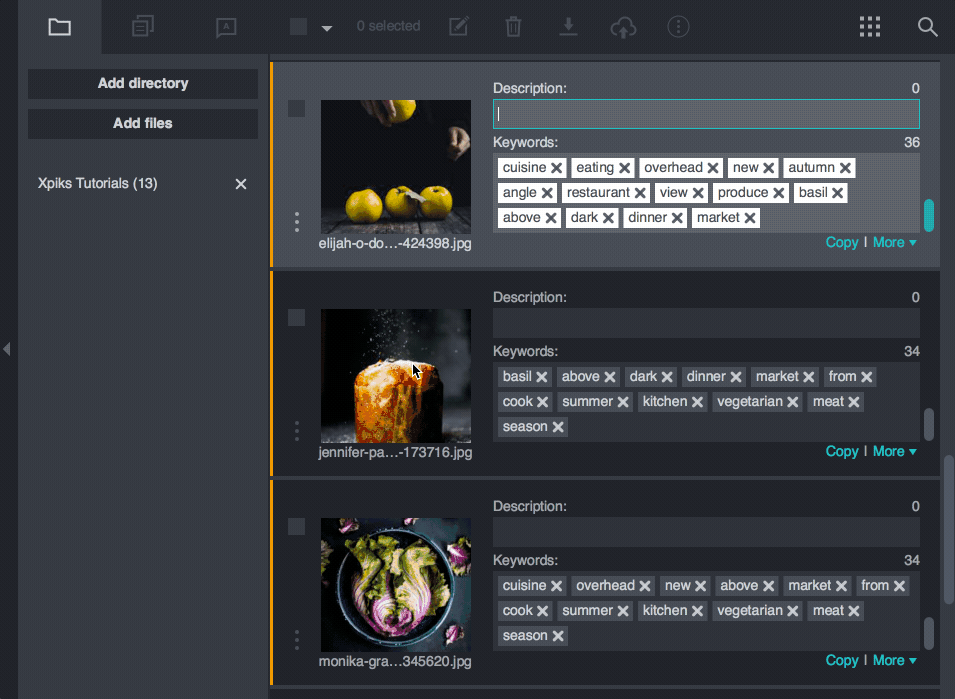 0 selected
Add directory
Add files
Xpiks Tutorials (13)
Description: 0
Keywords: 36
cuisine eating overhead new autumn
angle restaurant view produce basil
above dark dinner market
elijah-o-do...-424398.jpg
Copy | More
Description: 0
Keywords: 34
basil above dark dinner market from
cook summer kitchen vegetarian meat
season
jennifer-pa...-173716.jpg
Copy | More
Description: 0
Keywords: 34
cuisine overhead new above market from
cook summer kitchen vegetarian meat
season
monika-gra...345620.jpg
Copy | More